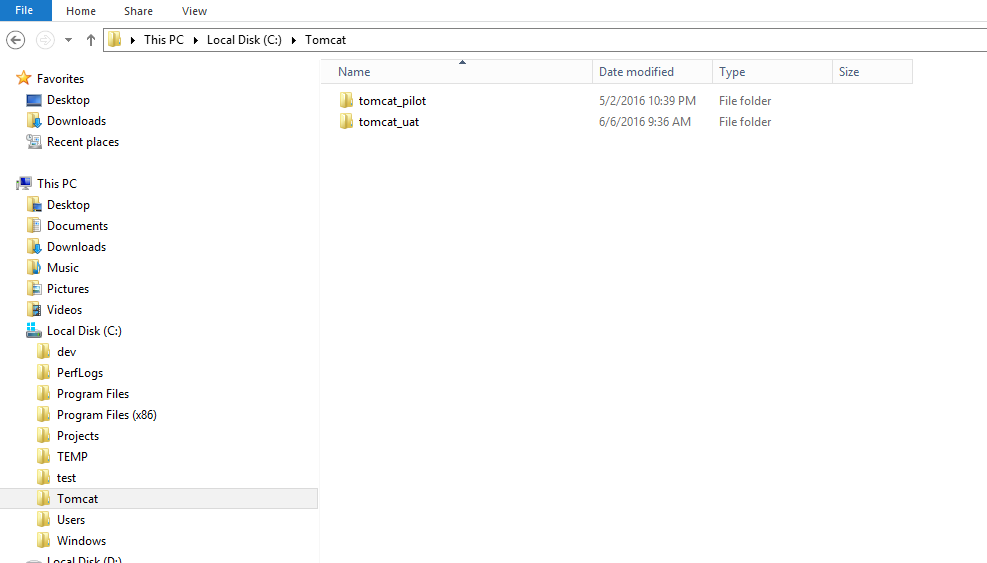 File Home Share View
This PC Local Disk (C:) Tomcat
Favorites
Desktop
Downloads
Recent places
This PC
Desktop
Documents
Downloads
Music
Pictures
Videos
Local Disk (C:)
dev
PerfLogs
Program Files
Program Files (x86)
Projects
TEMP
test
Tomcat
Users
Windows
Local Disk (D:)
Name Date modified Type Size
tomcat_pilot 5/2/2016 10:39 PM File folder
tomcat_uat 6/6/2016 9:36 AM File folder